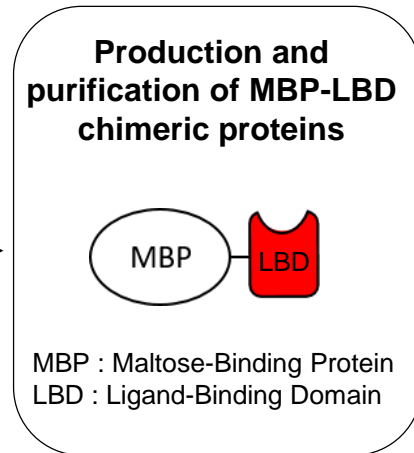 Production and
purification of MBP-LBD
chimeric proteins
MBP
LBD
MBP : Maltose-Binding Protein
LBD : Ligand-Binding Domain